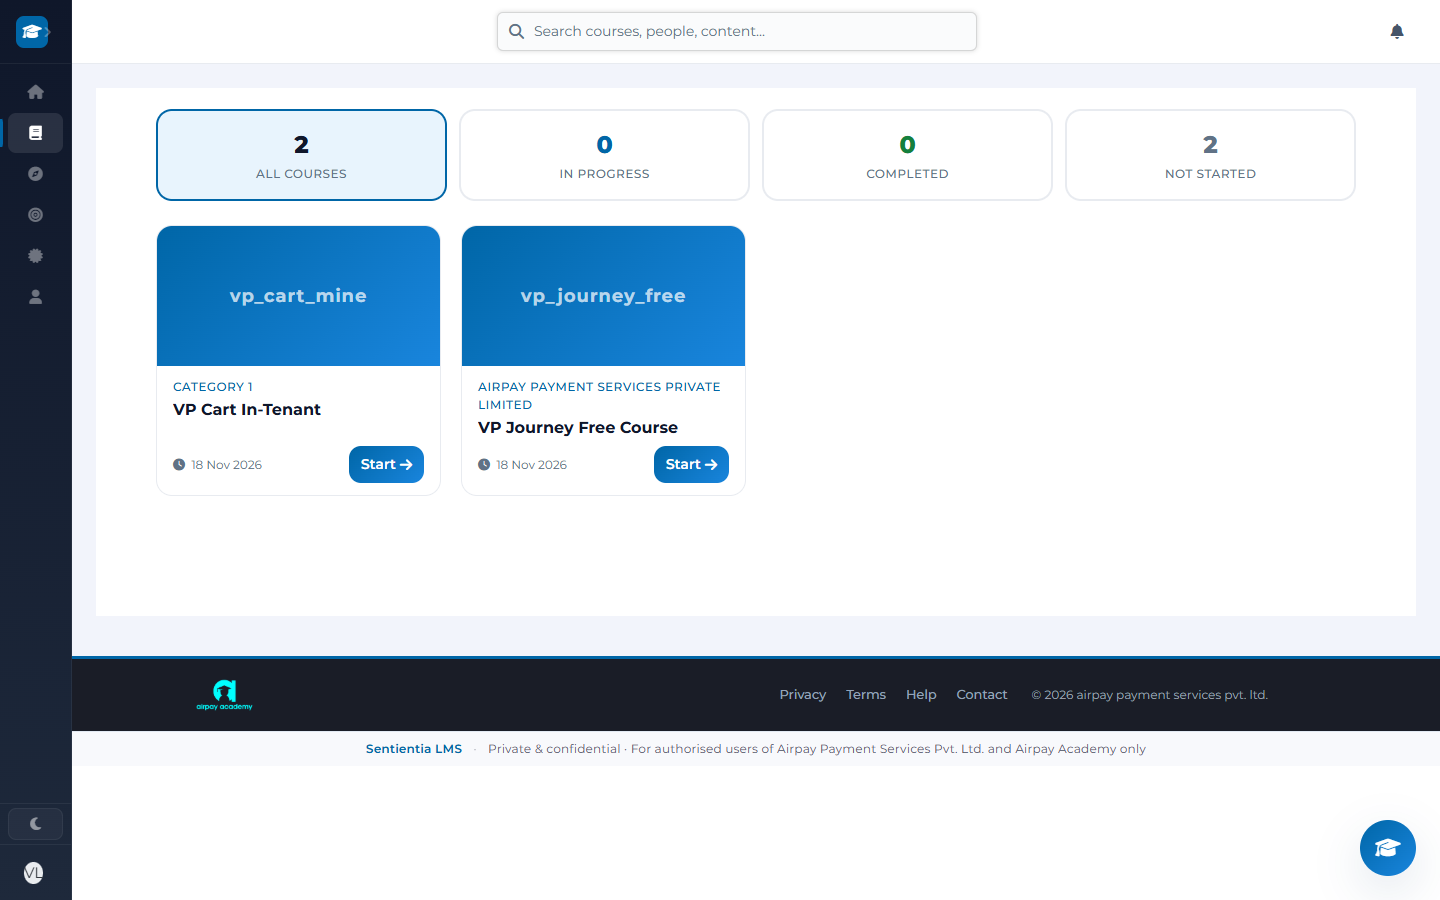 Search courses, people, content...
2
ALL COURSES
0
IN PROGRESS
0
COMPLETED
2
NOT STARTED
vp_cart_mine
CATEGORY 1
VP Cart In-Tenant
18 Nov 2026
Start
vp_journey_free
AIRPAY PAYMENT SERVICES PRIVATE
LIMITED
VP Journey Free Course
18 Nov 2026
Start
airpay academy
Privacy
Terms
Help
Contact
© 2026 airpay payment services pvt. ltd.
Sentientia LMS · Private & confidential · For authorised users of Airpay Payment Services Pvt. Ltd. and Airpay Academy only
VL